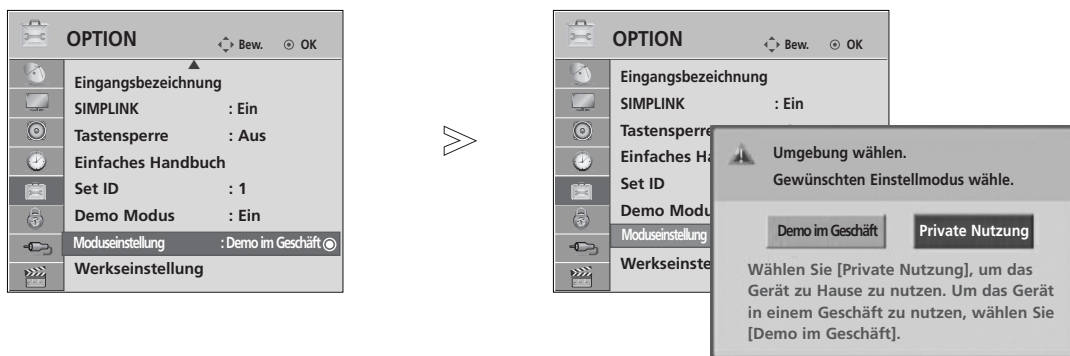 OPTION Bew. OK
Eingangsbezeichnung
SIMPLINK : Ein
Tastensperre : Aus
Einfaches Handbuch
Set ID : 1
Demo Modus : Ein
Moduseinstellung : Demo im Geschäft
Werkseinstellung
OPTION Bew. OK
Eingangsbezeichnung
SIMPLINK : Ein
Tastensperre
Einfaches Ha
Set ID
Demo Modu
Moduseinstellung
Werkseinste
Umgebung wählen.
Gewünschten Einstellmodus wähle.
Demo im Geschäft Private Nutzung
Wählen Sie [Private Nutzung], um das
Gerät zu Hause zu nutzen. Um das Gerät
in einem Geschäft zu nutzen, wählen Sie
[Demo im Geschäft].